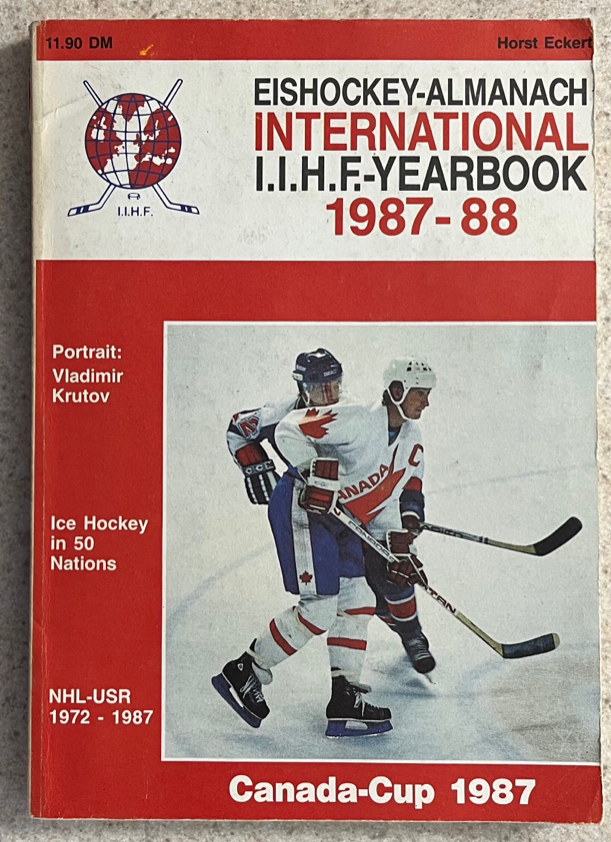 11.90 DM
Horst Eckert
EISHOCKEY-ALMANACH
INTERNATIONAL
I.I.H.F.-YEARBOOK
1987-88
I.I.H.F.
Portrait:
Vladimir
Krutov
Ice Hockey
in 50
Nations
NHL-USR
1972 - 1987
C
CANADA
TITAN
Canada-Cup 1987